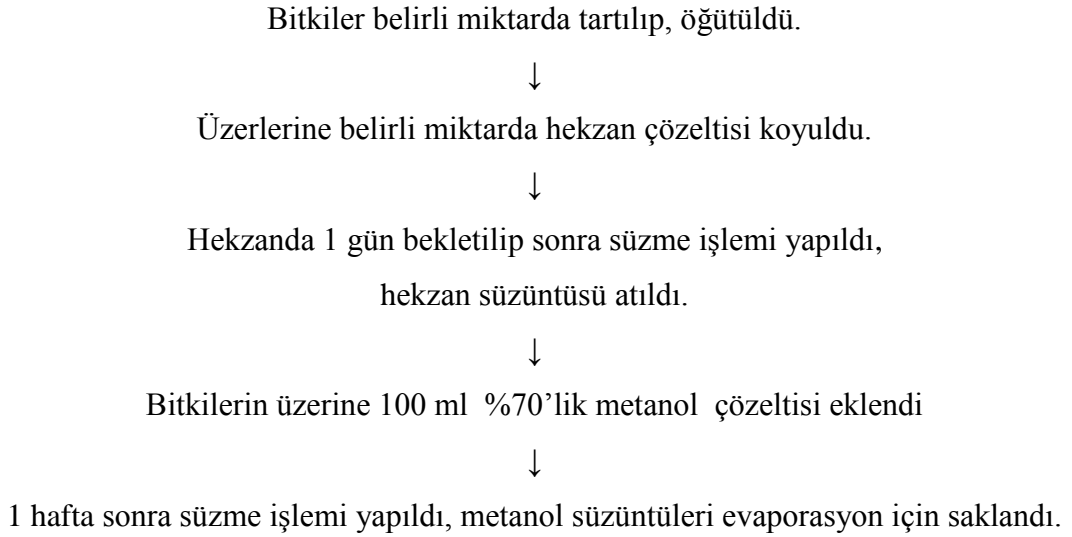 Bitkiler belirli miktarda tartılıp, öğütüldü.
↓
Üzerlerine belirli miktarda hekzan çözeltisi koyuldu.
↓
Hekzanda 1 gün bekletilip sonra süzme işlemi yapıldı,
hekzan süzüntüsü atıldı.
↓
Bitkilerin üzerine 100 ml %70’lik metanol çözeltisi eklendi
↓
1 hafta sonra süzme işlemi yapıldı, metanol süzüntüleri evaporasyon için saklandı.